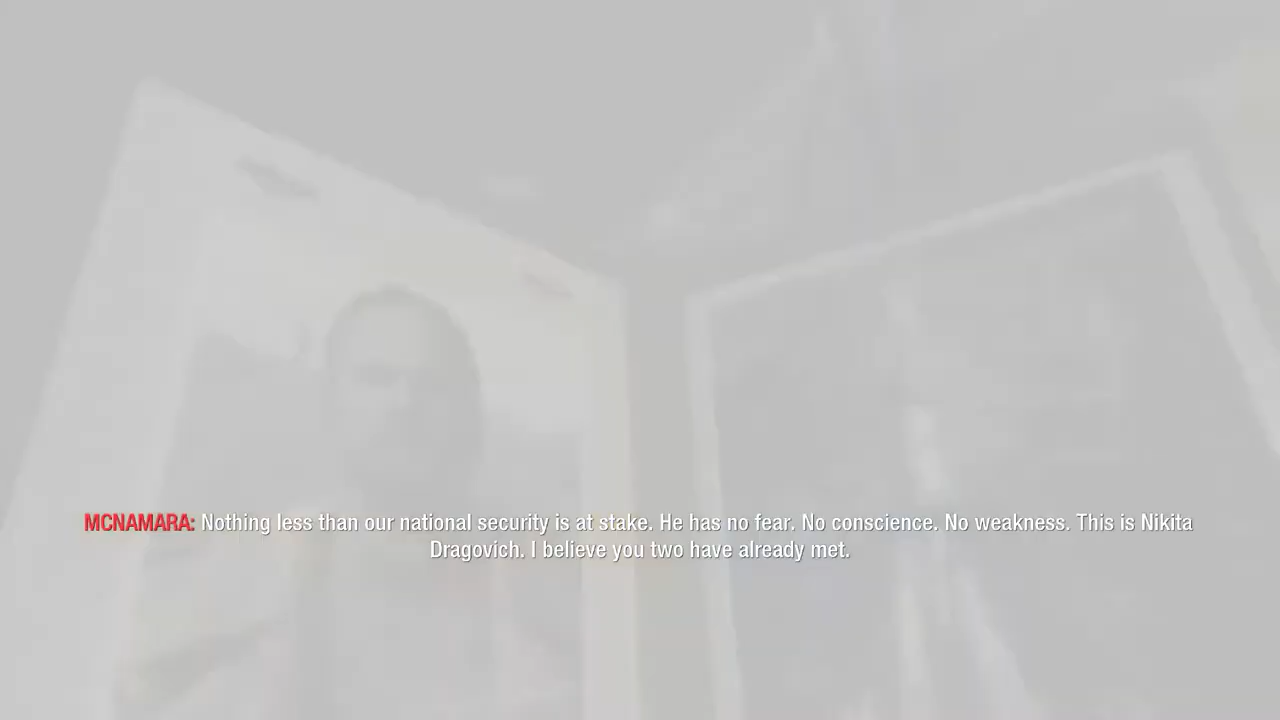 MCNAMARA: Nothing less than our national security is at stake. He has no fear. No conscience. No weakness. This is Nikita
Dragovich. I believe you two have already met.